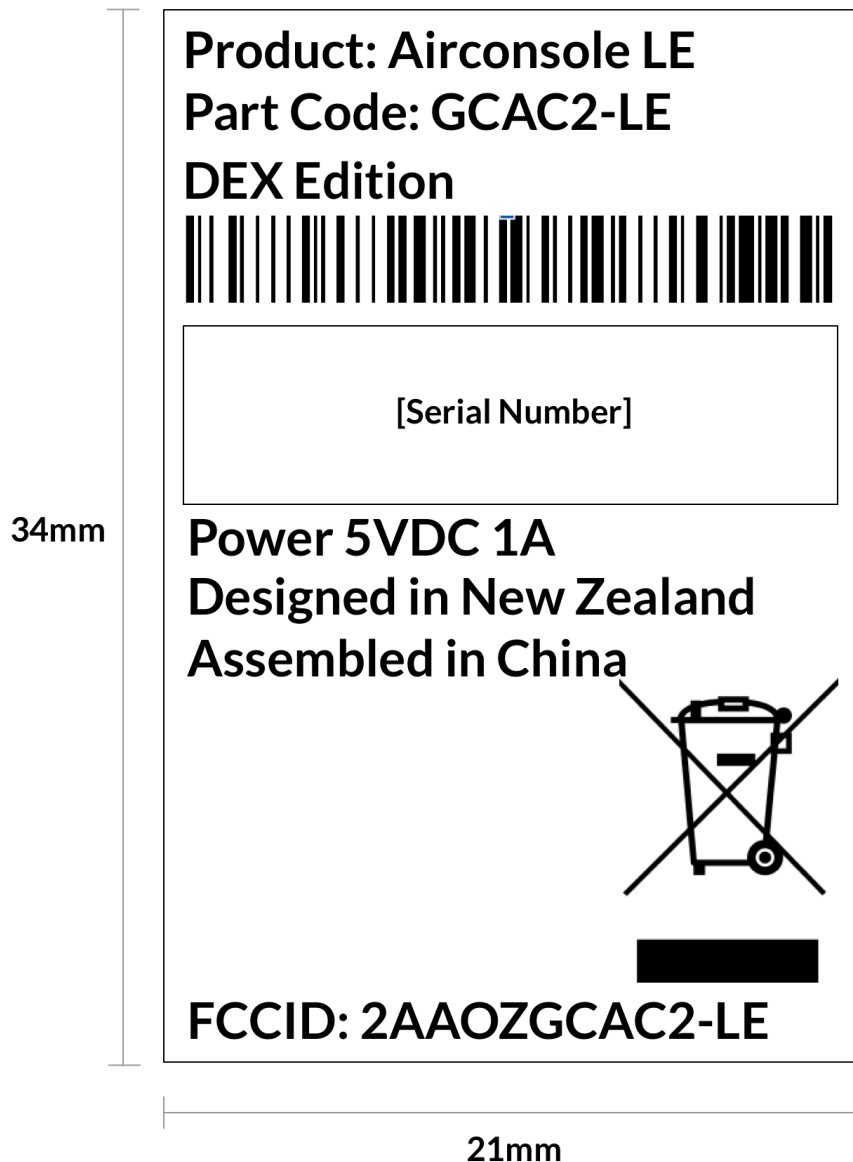 Product: Airconsole LE
Part Code: GCAC2-LE
DEX Edition
[Serial Number]
34mm
Power 5VDC 1A
Designed in New Zealand
Assembled in China
FCCID: 2AAOZGCAC2-LE
21mm